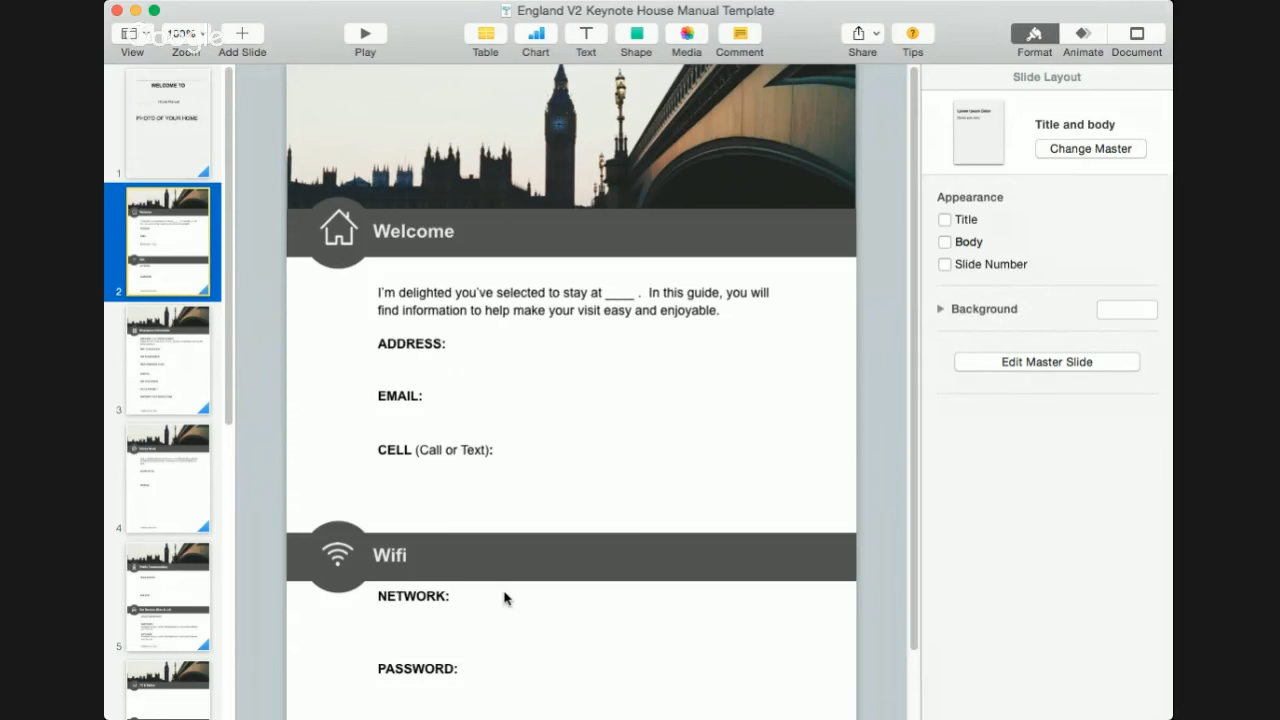 England V2 Keynote House Manual Template
100%
Google
View Zoom Add Slide Play Table Chart Text Shape Media Comment Share Tips Format Animate Document
Slide Layout
WELCOME TO
House Manual
PHOTO OF YOUR HOME
1
2
3
4
5
Welcome
I'm delighted you've selected to stay at ____ . In this guide, you will
find information to help make your visit easy and enjoyable.
ADDRESS:
EMAIL:
CELL (Call or Text):
Wifi
NETWORK:
PASSWORD:
Title and body
Change Master
Appearance
Title
Body
Slide Number
Background
Edit Master Slide